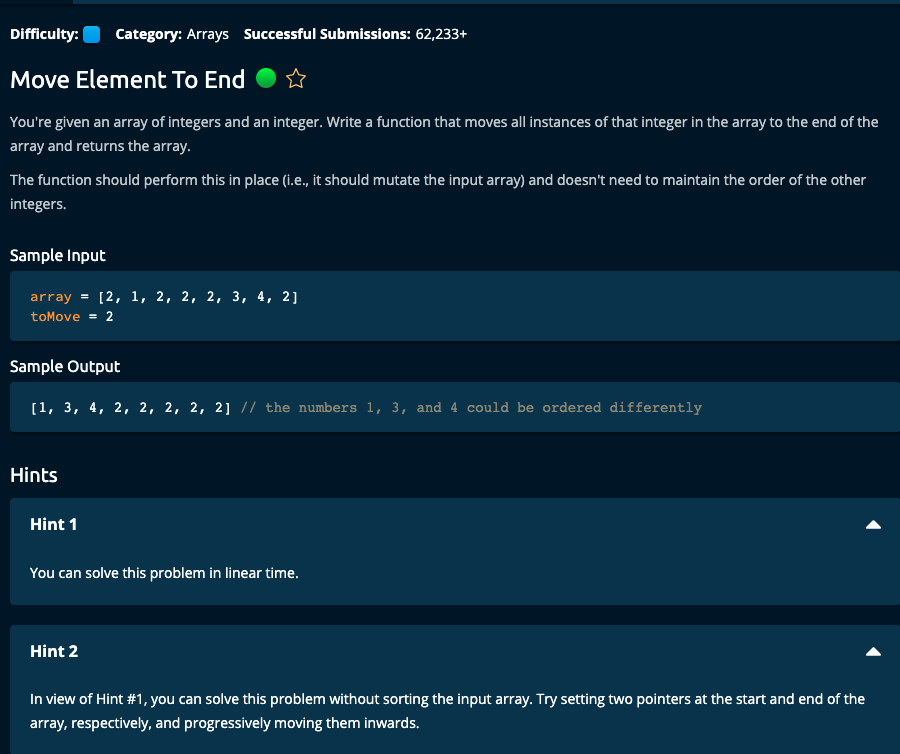 Difficulty: Category: Arrays Successful Submissions: 62,233+
Move Element To End
You're given an array of integers and an integer. Write a function that moves all instances of that integer in the array to the end of the
array and returns the array.
The function should perform this in place (i.e., it should mutate the input array) and doesn't need to maintain the order of the other
integers.
Sample Input
array = [2, 1, 2, 2, 2, 3, 4, 2]
toMove = 2
Sample Output
[1, 3, 4, 2, 2, 2, 2, 2] // the numbers 1, 3, and 4 could be ordered differently
Hints
Hint 1
You can solve this problem in linear time.
Hint 2
In view of Hint #1, you can solve this problem without sorting the input array. Try setting two pointers at the start and end of the
array, respectively, and progressively moving them inwards.